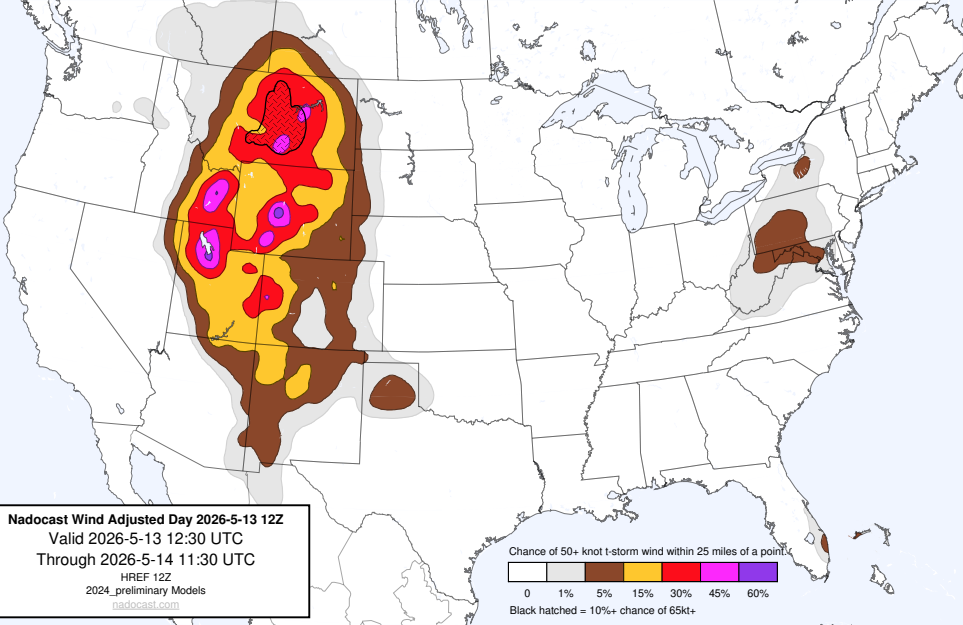 Nadocast Wind Adjusted Day 2026-5-13 12Z
Valid 2026-5-13 12:30 UTC
Through 2026-5-14 11:30 UTC
HREF 12Z
2024_preliminary Models
nadocast.com
Chance of 50+ knot t-storm wind within 25 miles of a point.
0 1% 5% 15% 30% 45% 60%
Black hatched = 10%+ chance of 65kt+